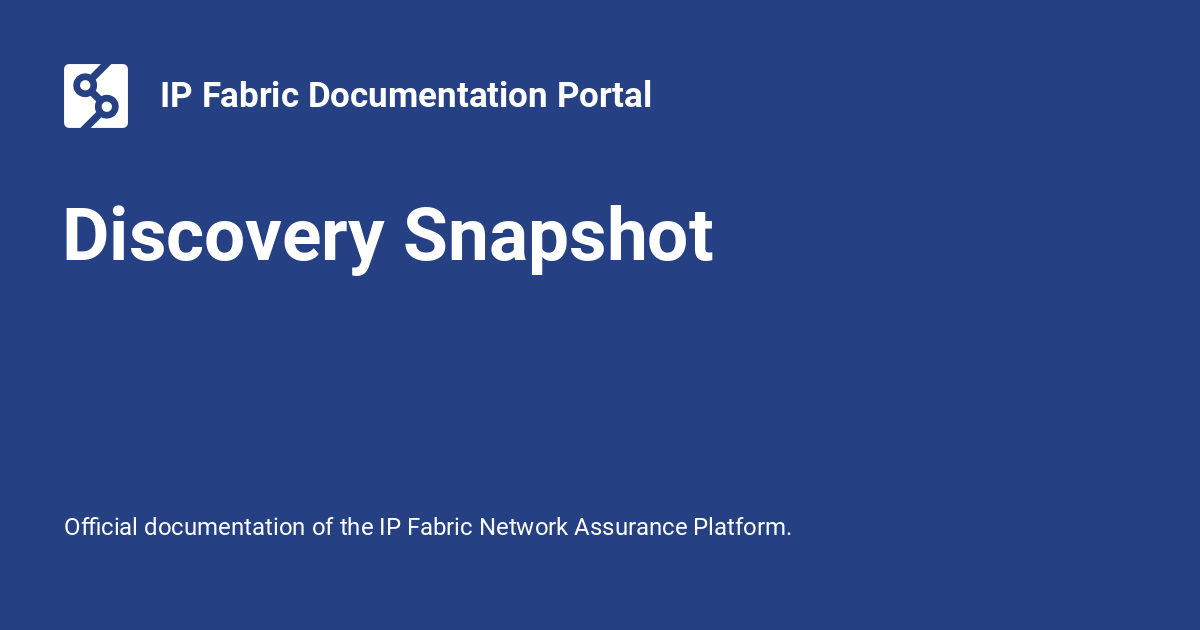 IP Fabric Documentation Portal
Discovery Snapshot
Official documentation of the IP Fabric Network Assurance Platform.